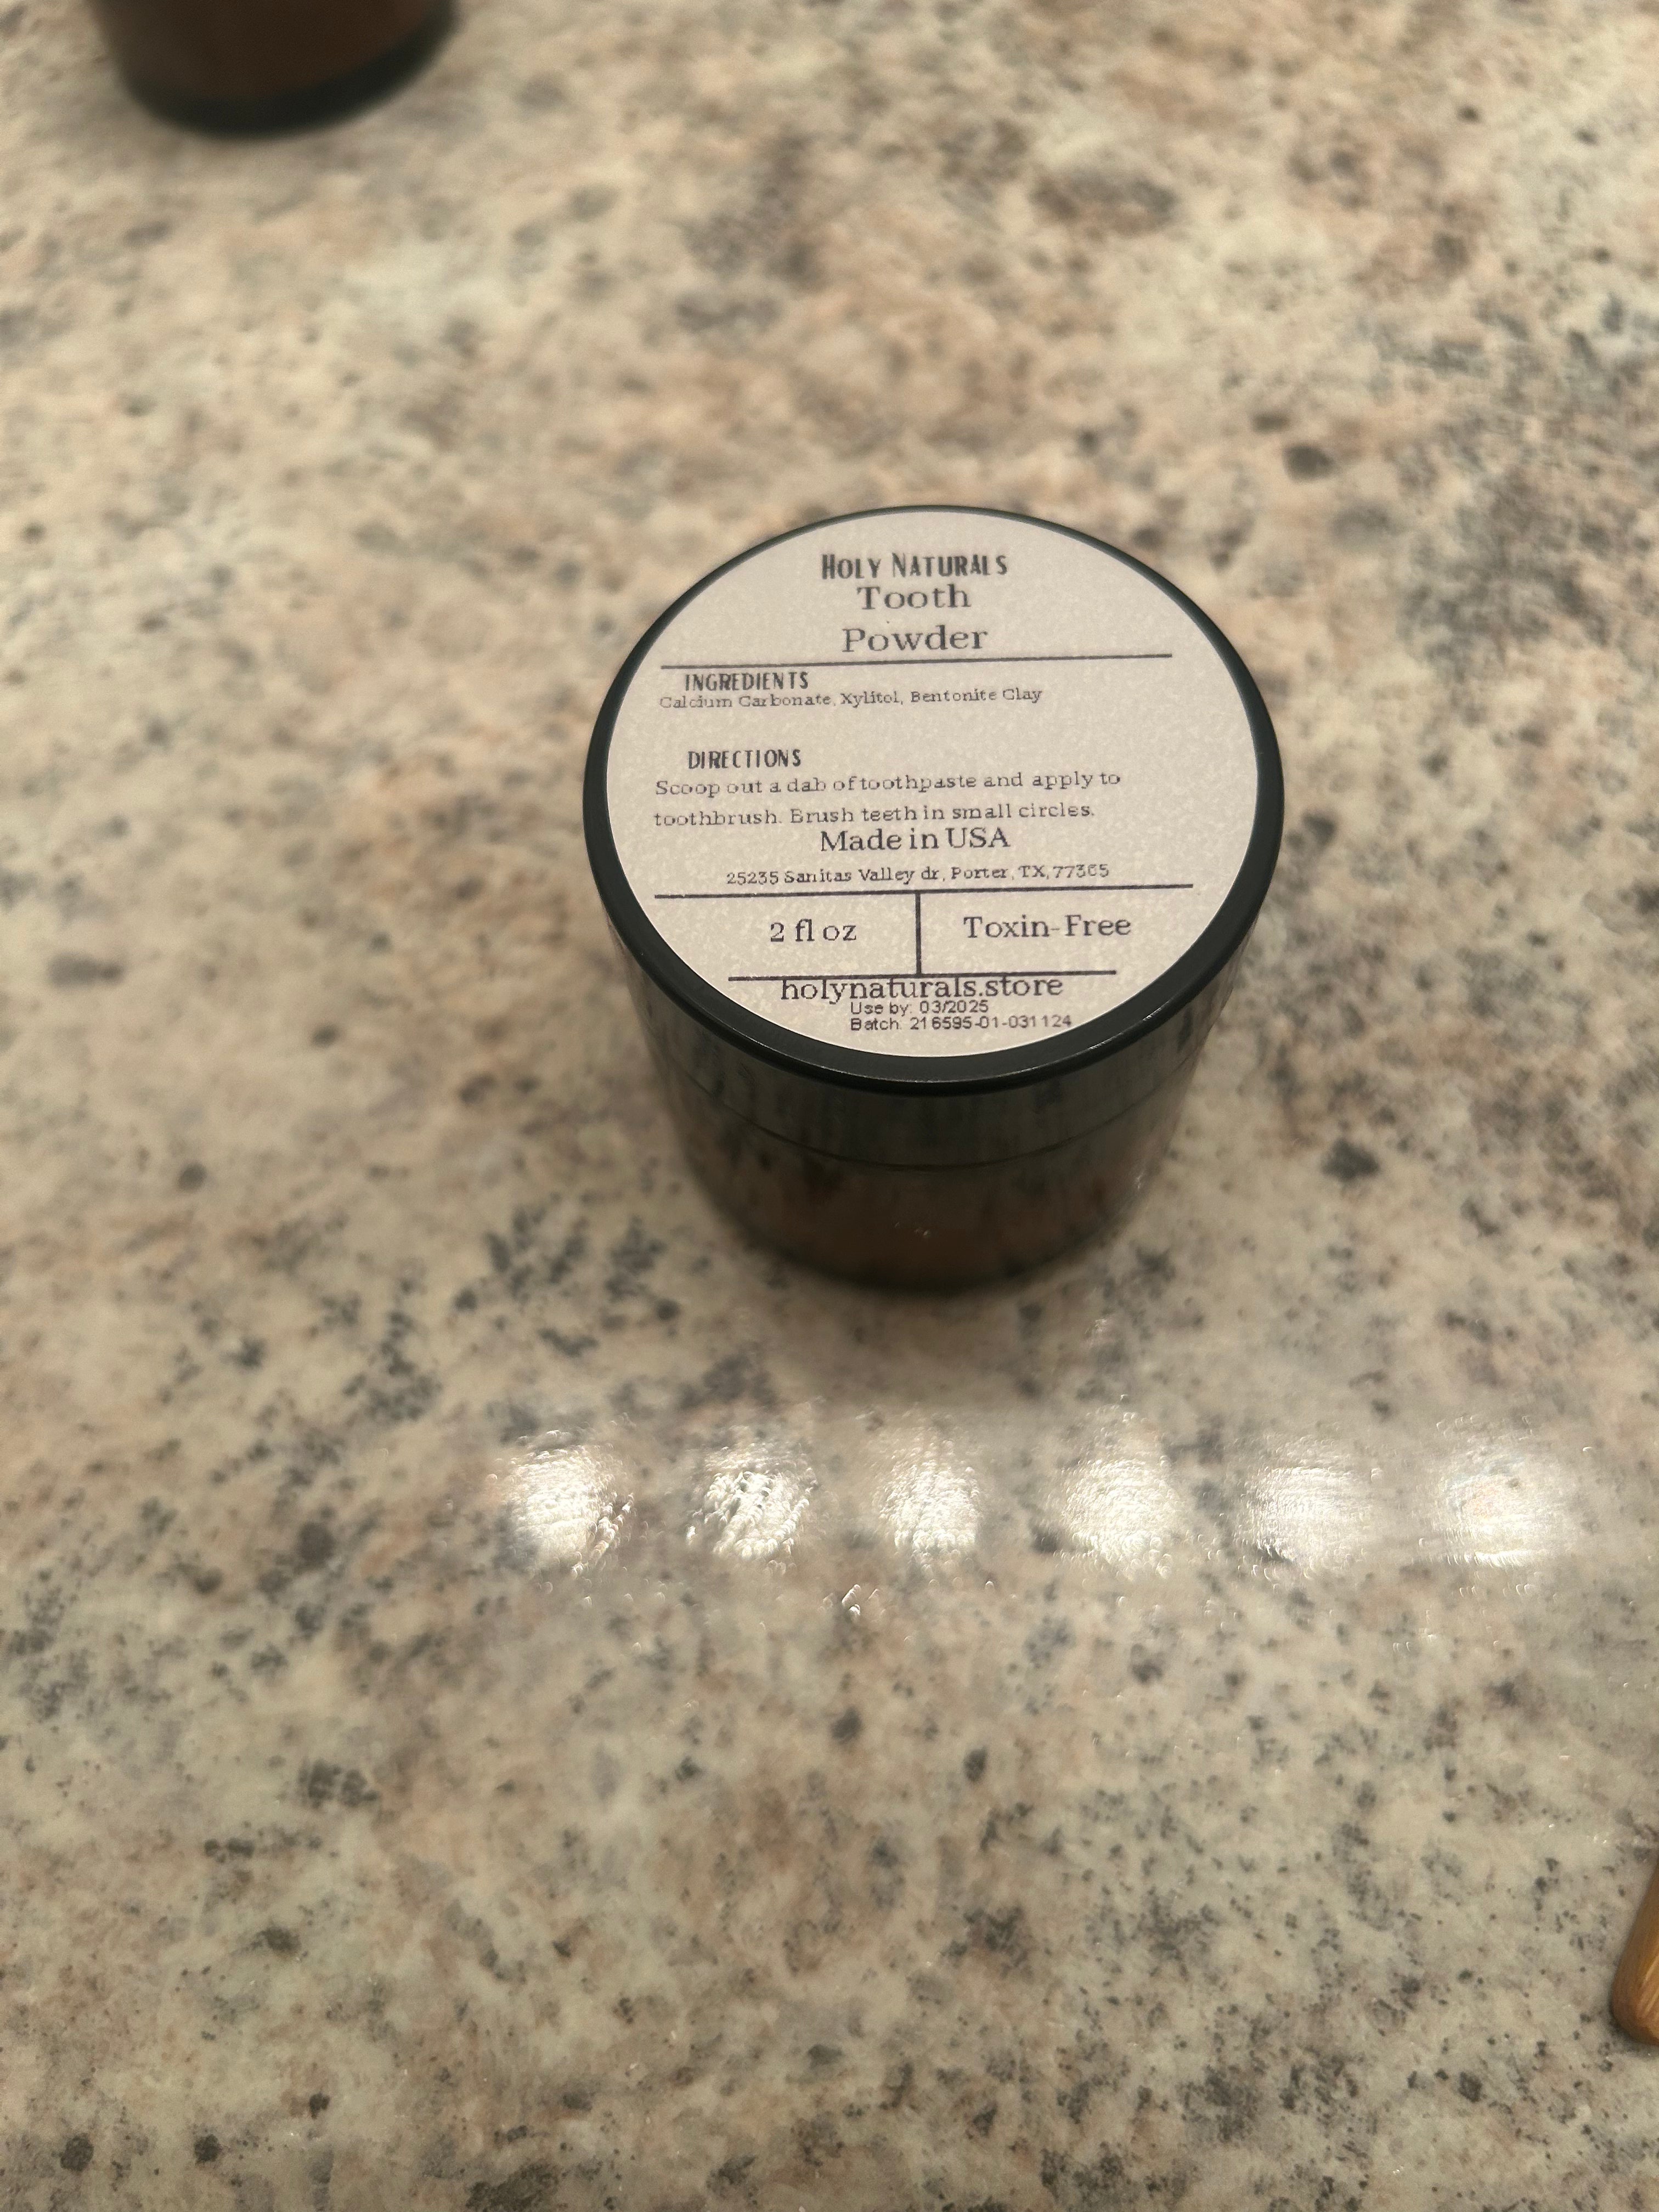 HOLY NATURALS
Tooth
Powder
INGREDIENTS
Calcium Carbonate, Xylitol, Bentonite Clay
DIRECTIONS
Scoop out a dab of toothpaste and apply to
toothbrush. Brush teeth in small circles.
Made in USA
25235 Sanitas Valley dr, Porter, TX, 77365
2 fl oz
Toxin-Free
holynaturals.store
Use by: 03/2025
Batch: 216595-01-031124